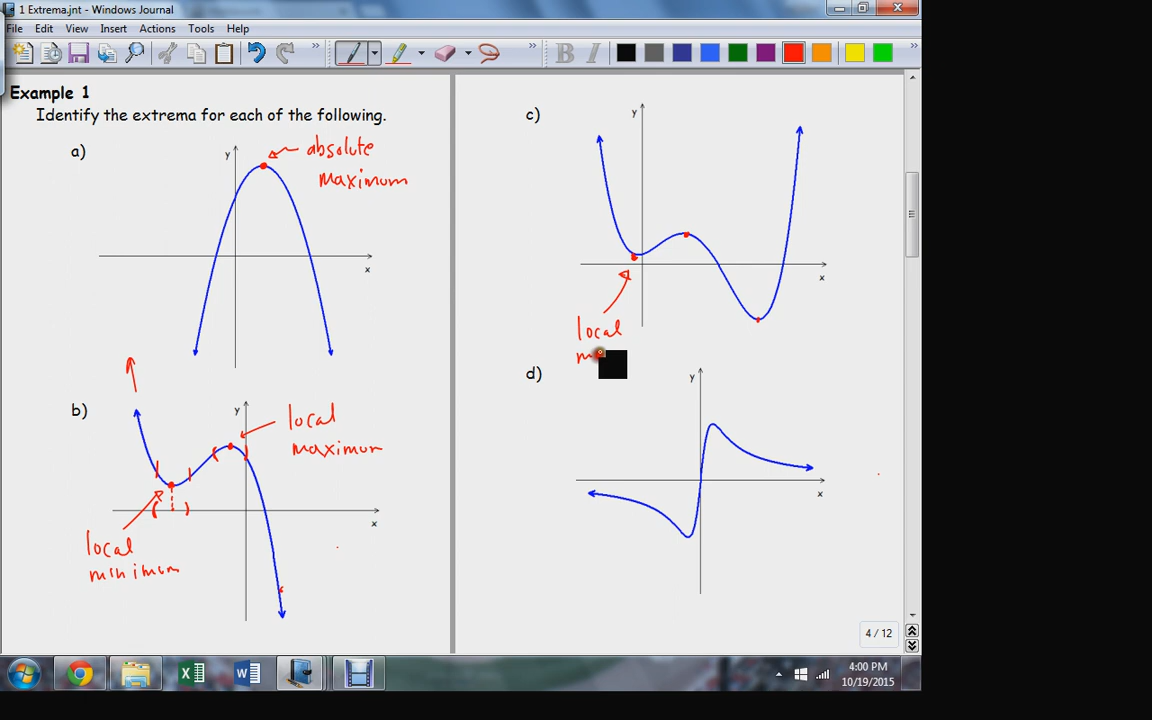 1 Extrema.jnt - Windows Journal
File Edit View Insert Actions Tools Help
» » B I »
Example 1
Identify the extrema for each of the following.
a)
y
absolute
maximum
x
b)
y
local
maximum
x
local
minimum
c)
y
x
local
m
d)
y
x
4 / 12
4:00 PM
10/19/2015